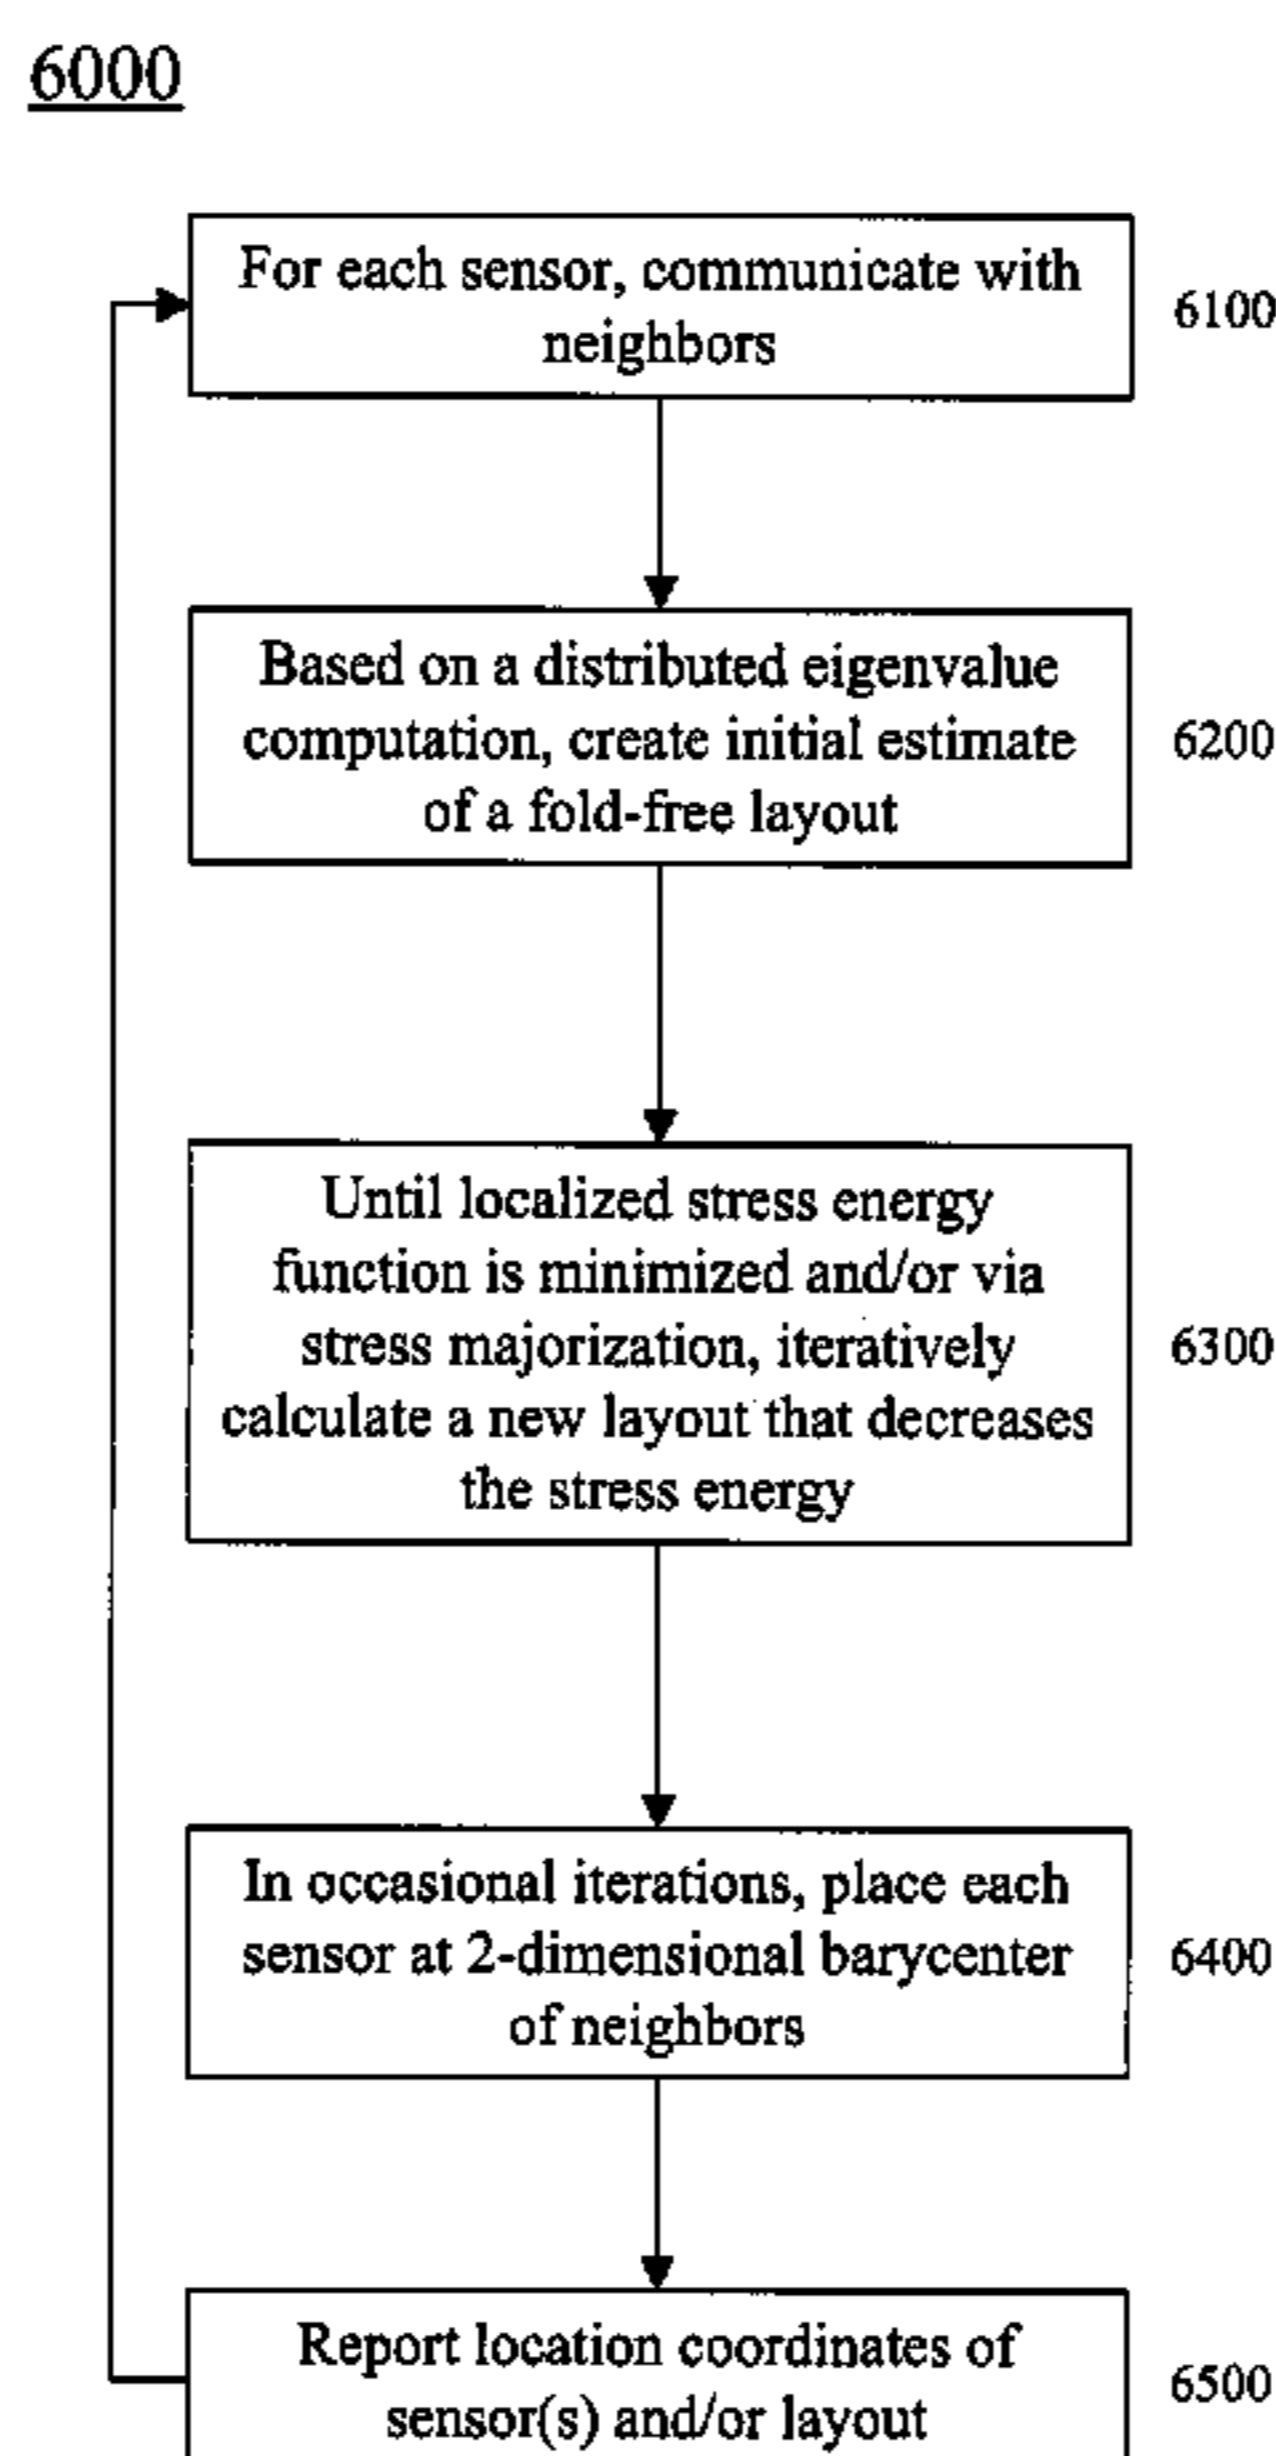 6000
For each sensor, communicate with
neighbors
6100
Based on a distributed eigenvalue
computation, create initial estimate
of a fold-free layout
6200
Until localized stress energy
function is minimized and/or via
stress majorization, iteratively
calculate a new layout that decreases
the stress energy
6300
In occasional iterations, place each
sensor at 2-dimensional barycenter
of neighbors
6400
Report location coordinates of
sensor(s) and/or layout
6500